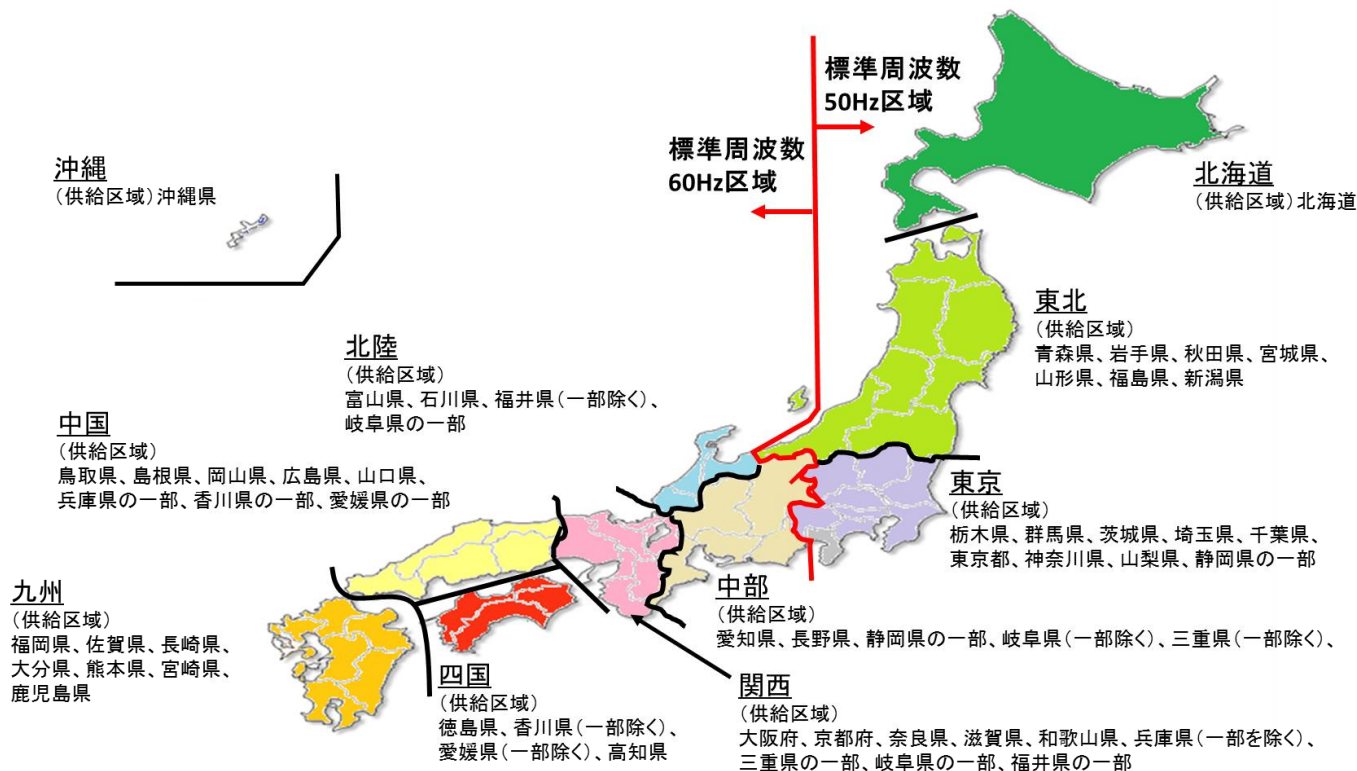 標準周波数
50Hz区域
標準周波数
60Hz区域
沖縄
(供給区域)沖縄県
北海道
(供給区域)北海道
東北
(供給区域)
青森県、岩手県、秋田県、宮城県、
山形県、福島県、新潟県
北陸
(供給区域)
富山県、石川県、福井県(一部除く)、
岐阜県の一部
中国
(供給区域)
鳥取県、島根県、岡山県、広島県、山口県、
兵庫県の一部、香川県の一部、愛媛県の一部
東京
(供給区域)
栃木県、群馬県、茨城県、埼玉県、千葉県、
東京都、神奈川県、山梨県、静岡県の一部
九州
(供給区域)
福岡県、佐賀県、長崎県、
大分県、熊本県、宮崎県、
鹿児島県
中部
(供給区域)
愛知県、長野県、静岡県の一部、岐阜県(一部除く)、三重県(一部除く)、
四国
(供給区域)
徳島県、香川県(一部除く)、
愛媛県(一部除く)、高知県
関西
(供給区域)
大阪府、京都府、奈良県、滋賀県、和歌山県、兵庫県(一部を除く)、
三重県の一部、岐阜県の一部、福井県の一部